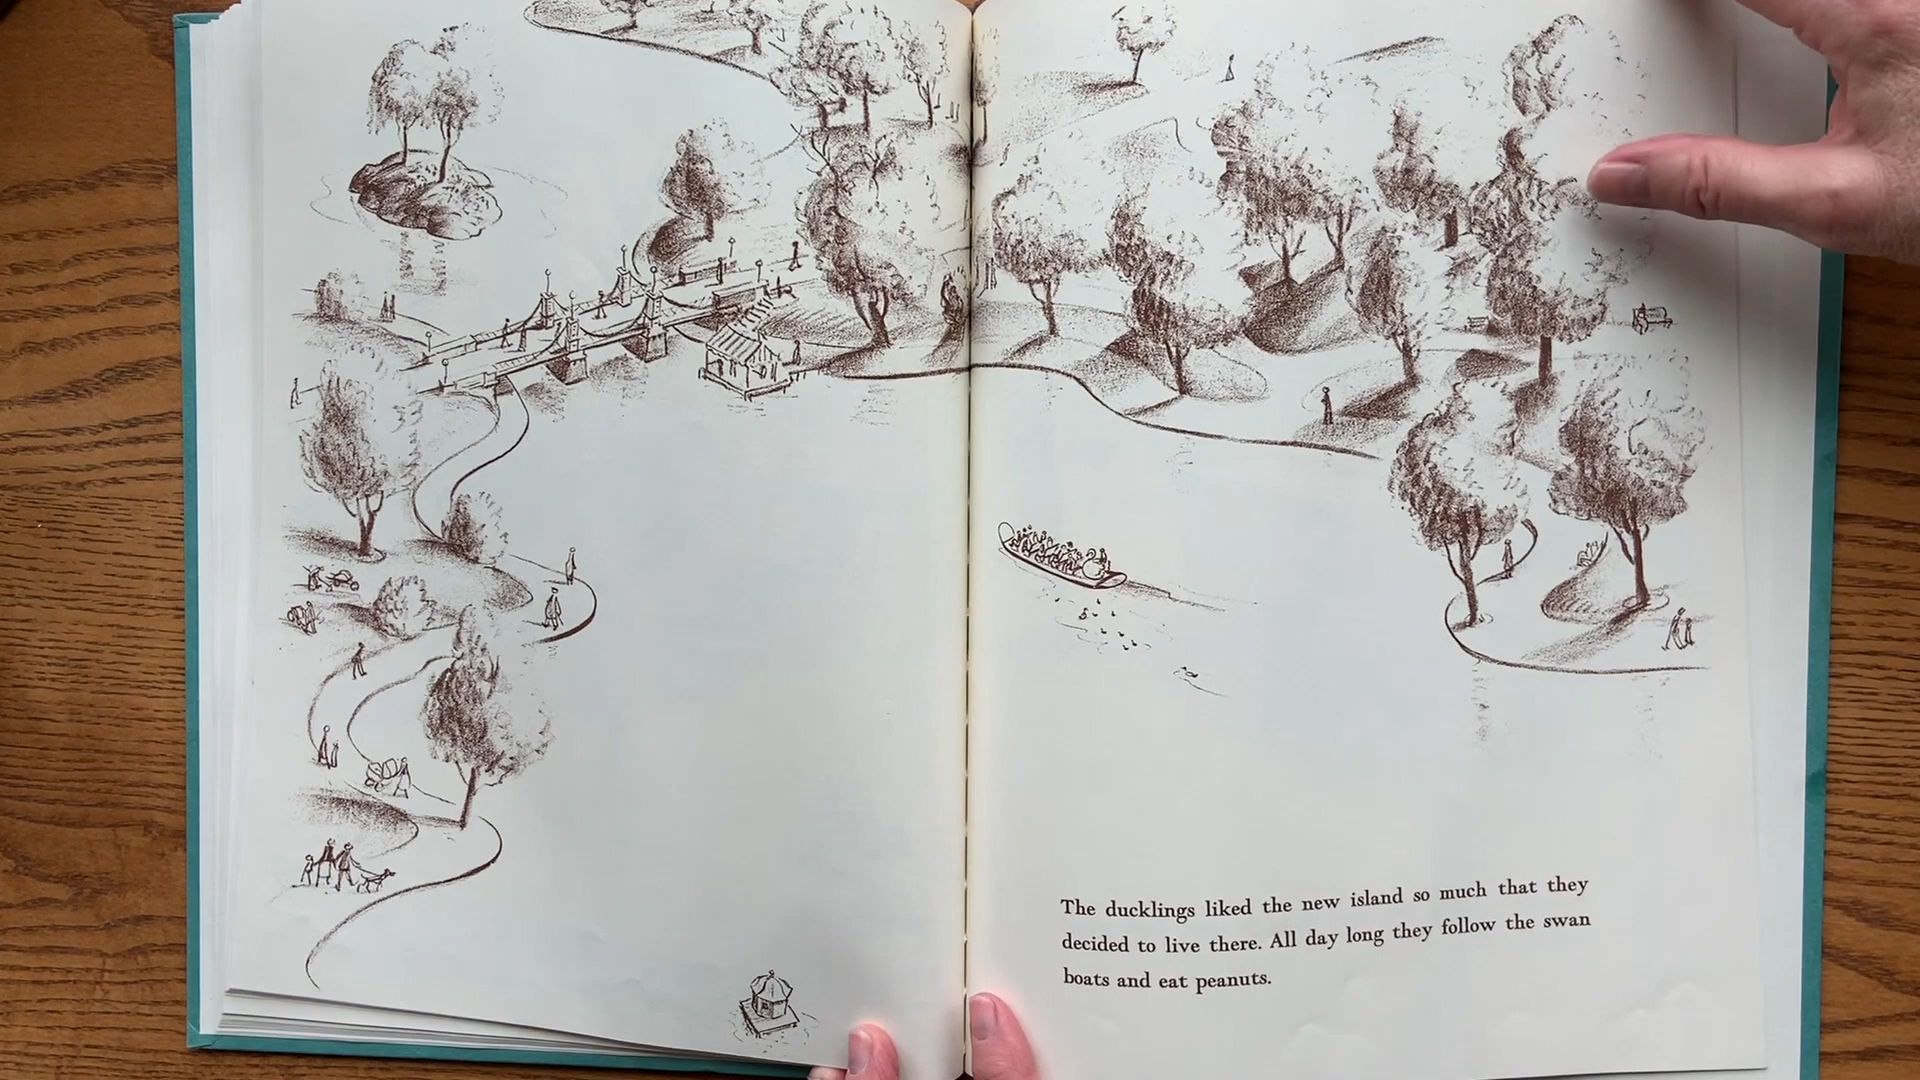 The ducklings liked the new island so much that they
decided to live there. All day long they follow the swan
boats and eat peanuts.